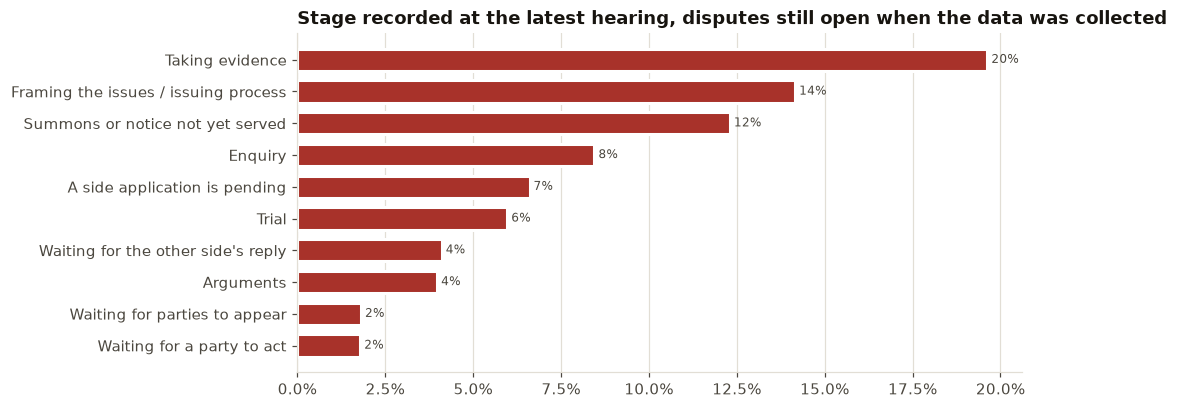 Stage recorded at the latest hearing, disputes still open when the data was collected
Taking evidence 20%
Framing the issues / issuing process 14%
Summons or notice not yet served 12%
Enquiry 8%
A side application is pending 7%
Trial 6%
Waiting for the other side's reply 4%
Arguments 4%
Waiting for parties to appear 2%
Waiting for a party to act 2%
0.0% 2.5% 5.0% 7.5% 10.0% 12.5% 15.0% 17.5% 20.0%